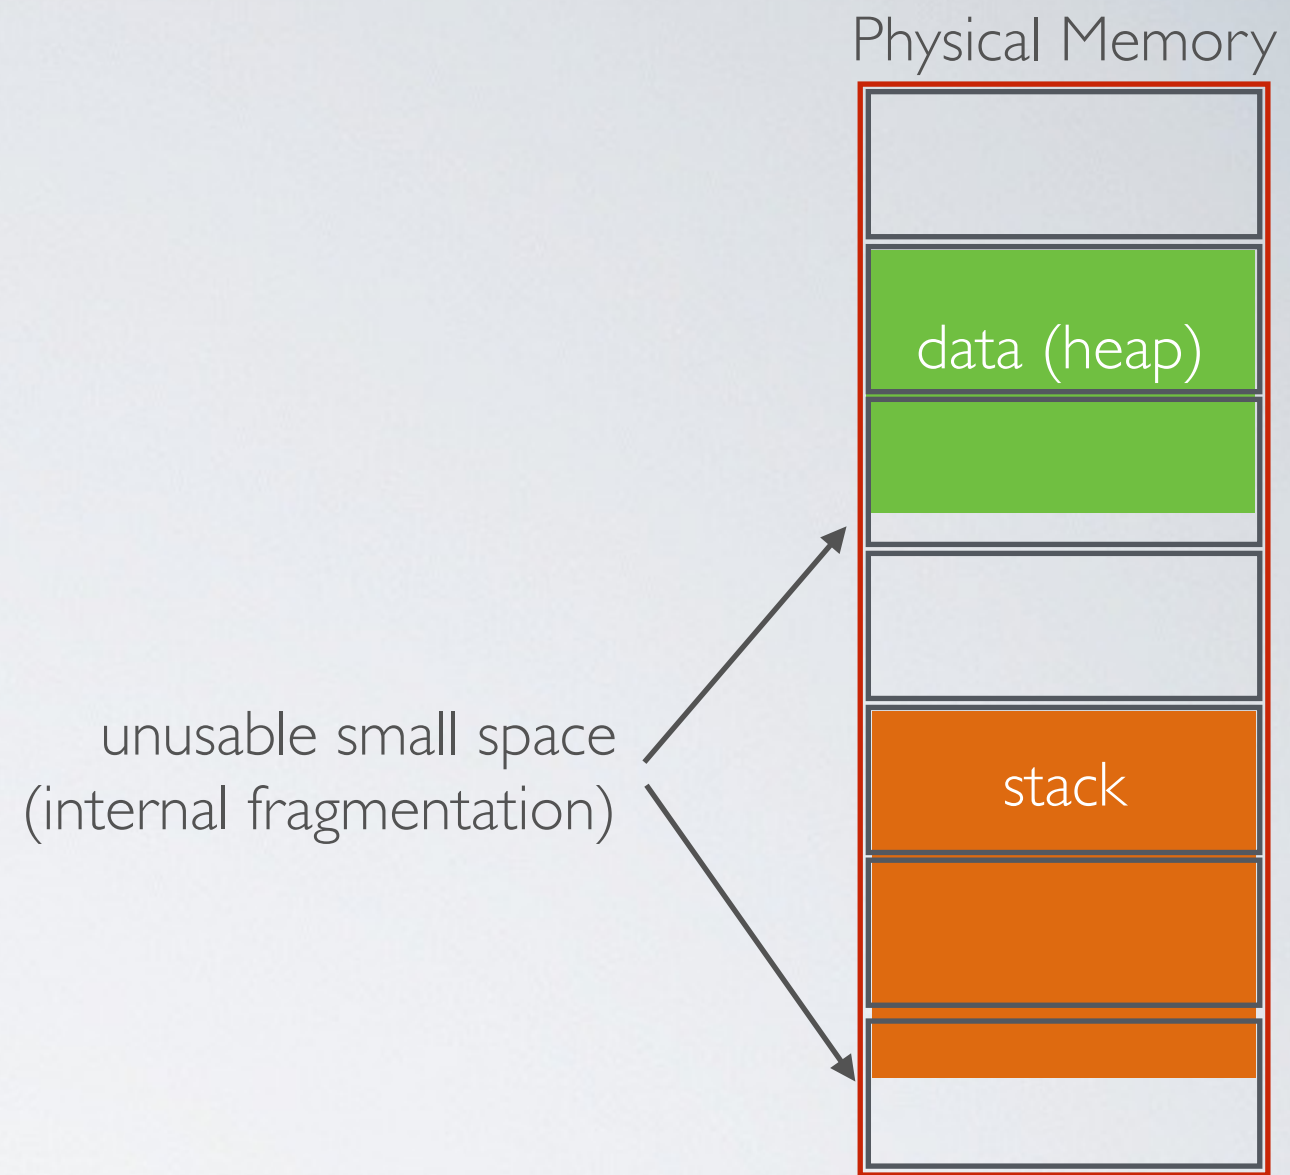 Physical Memory
data (heap)
unusable small space
(internal fragmentation)
stack